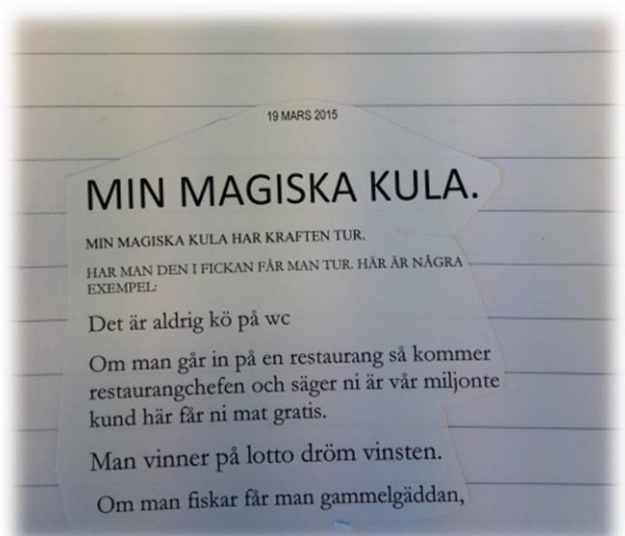 19 MARS 2015
MIN MAGISKA KULA.
MIN MAGISKA KULA HAR KRAFTEN TUR.
HAR MAN DEN I FICKAN FÅR MAN TUR. HÄR ÄR NÅGRA
EXEMPEL:
Det är aldrig kö på wc
Om man går in på en restaurang så kommer
restaurangchefen och säger ni är vår miljonte
kund här får ni mat gratis.
Man vinner på lotto dröm vinsten.
Om man fiskar får man gammelgäddan,